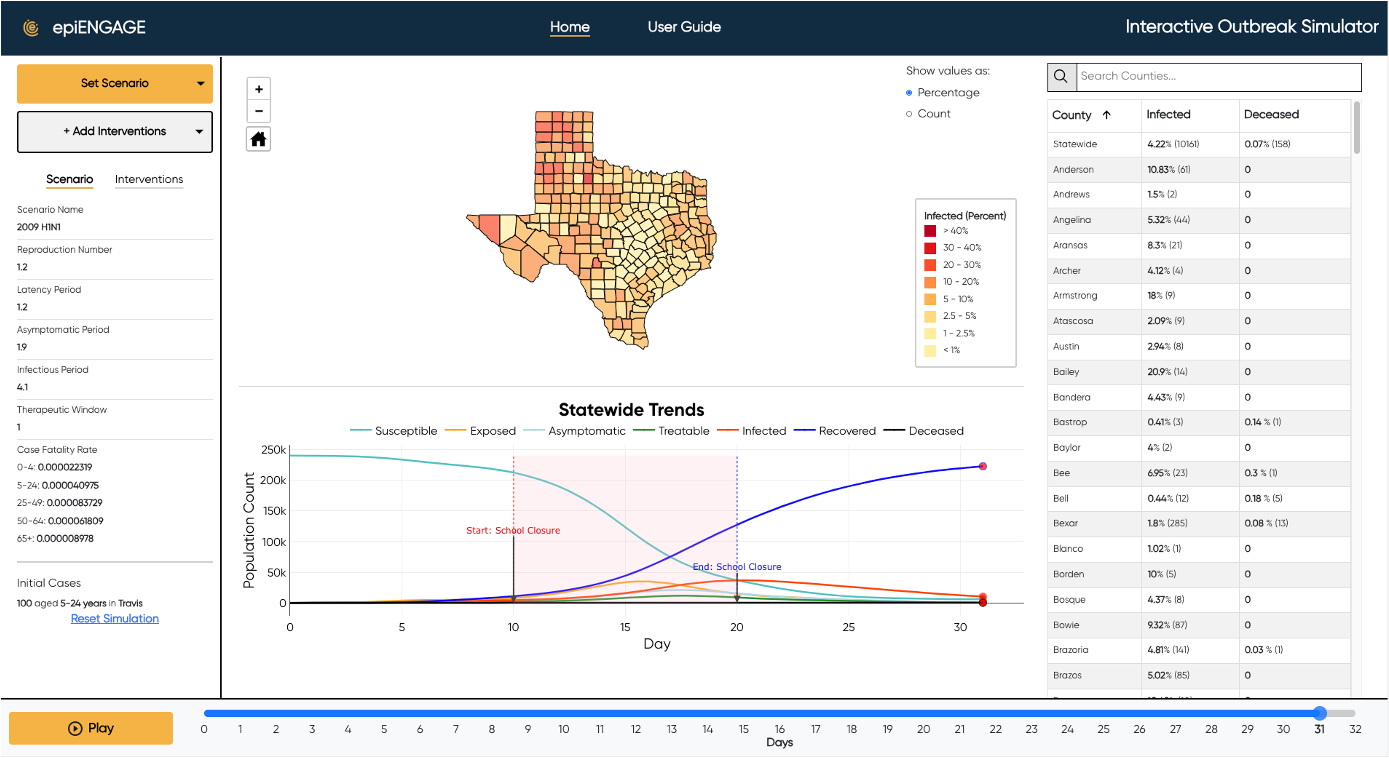 epiENGAGE
Home
User Guide
Interactive Outbreak Simulator
Set Scenario
+ Add Interventions
Scenario
Interventions
Scenario Name
2009 H1N1
Reproduction Number
1.2
Latency Period
1.2
Asymptomatic Period
1.9
Infectious Period
4.1
Therapeutic Window
1
Case Fatality Rate
0-4: 0.000022319
5-24: 0.000040975
25-49: 0.000083729
50-64: 0.000061809
65+: 0.000008978
Initial Cases
100 aged 5-24 years in Travis
Reset Simulation
+
−
Show values as:
Percentage
Count
Infected (Percent)
> 40%
30 - 40%
20 - 30%
10 - 20%
5 - 10%
2.5 - 5%
1 - 2.5%
< 1%
Statewide Trends
Susceptible Exposed Asymptomatic Treatable Infected Recovered Deceased
Population Count
250k
200k
150k
100k
50k
0
Start: School Closure
End: School Closure
0 5 10 15 20 25 30
Day
Search Counties...
County Infected Deceased
Statewide 4.22% (10161) 0.07% (158)
Anderson 10.83% (61) 0
Andrews 1.5% (2) 0
Angelina 5.32% (44) 0
Aransas 8.3% (21) 0
Archer 4.12% (4) 0
Armstrong 18% (9) 0
Atascosa 2.09% (9) 0
Austin 2.94% (8) 0
Bailey 20.9% (14) 0
Bandera 4.43% (9) 0
Bastrop 0.41% (3) 0.14 % (1)
Baylor 4% (2) 0
Bee 6.95% (23) 0.3 % (1)
Bell 0.44% (12) 0.18 % (5)
Bexar 1.8% (285) 0.08 % (13)
Blanco 1.02% (1) 0
Borden 10% (5) 0
Bosque 4.37% (8) 0
Bowie 9.32% (87) 0
Brazoria 4.81% (141) 0.03 % (1)
Brazos 5.02% (85) 0
Play
0 1 2 3 4 5 6 7 8 9 10 11 12 13 14 15 16 17 18 19 20 21 22 23 24 25 26 27 28 29 30 31 32
Days